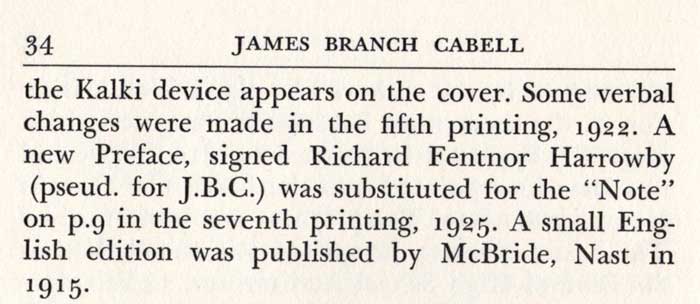 34 JAMES BRANCH CABELL
the Kalki device appears on the cover. Some verbal
changes were made in the fifth printing, 1922. A
new Preface, signed Richard Fentnor Harrowby
(pseud. for J.B.C.) was substituted for the “Note”
on p.9 in the seventh printing, 1925. A small Eng-
lish edition was published by McBride, Nast in
1915.